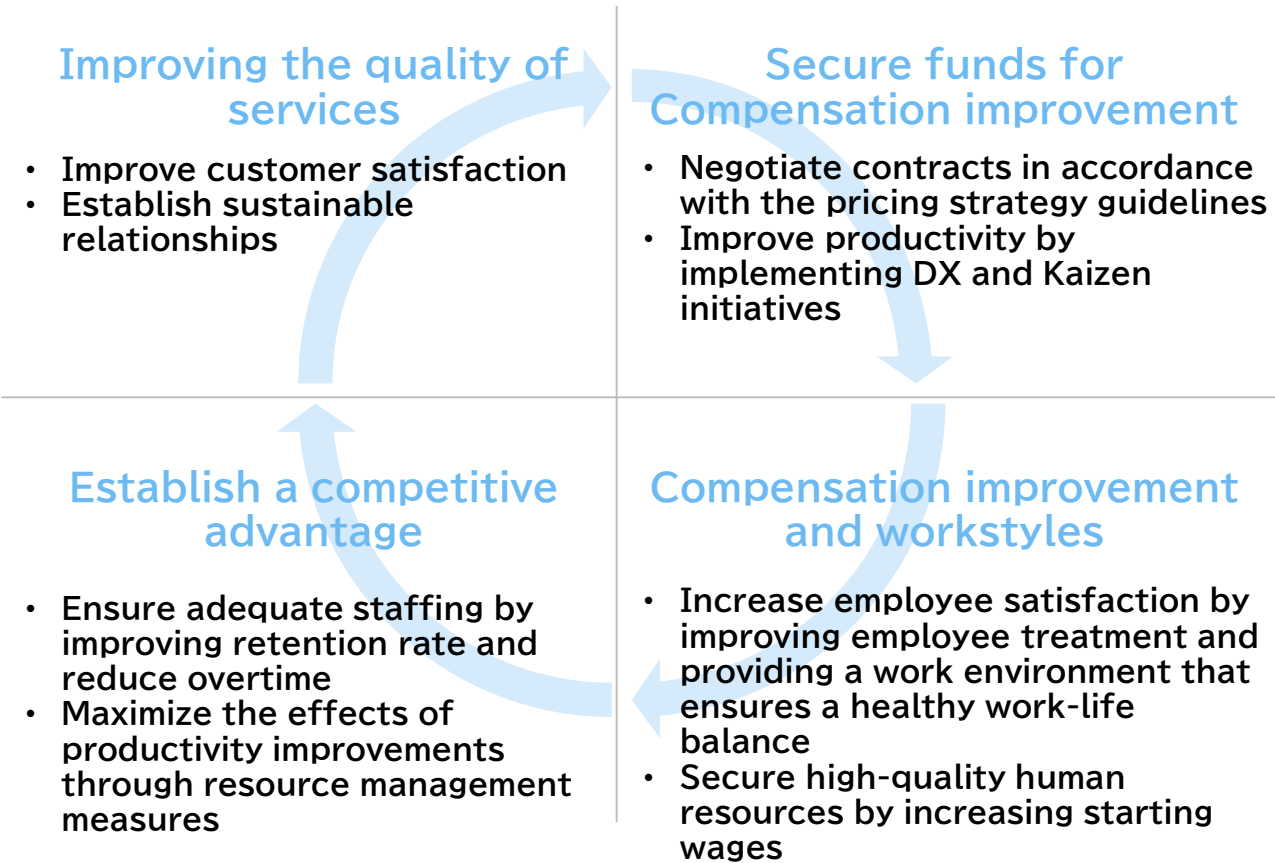 Improving the quality of
services
• Improve customer satisfaction
• Establish sustainable
relationships
Secure funds for
Compensation improvement
• Negotiate contracts in accordance
with the pricing strategy guidelines
• Improve productivity by
implementing DX and Kaizen
initiatives
Establish a competitive
advantage
• Ensure adequate staffing by
improving retention rate and
reduce overtime
• Maximize the effects of
productivity improvements
through resource management
measures
Compensation improvement
and workstyles
• Increase employee satisfaction by
improving employee treatment and
providing a work environment that
ensures a healthy work-life
balance
• Secure high-quality human
resources by increasing starting
wages